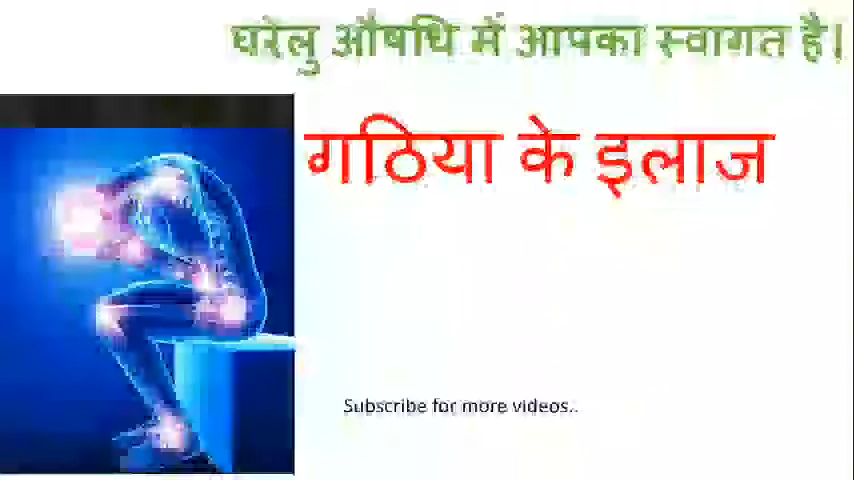 घरेलु औषधि में आपका स्वागत है।
गठिया के इलाज
Subscribe for more videos..